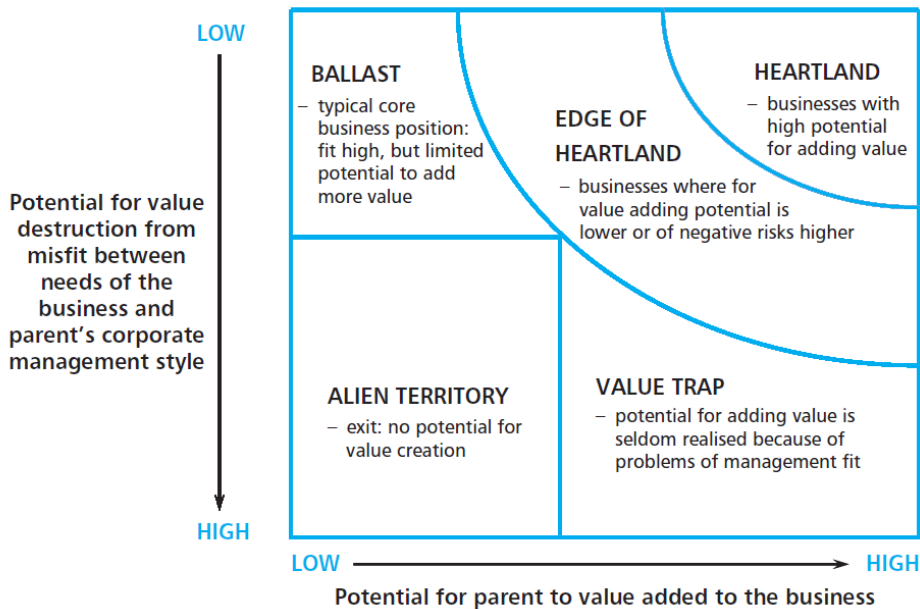 LOW
BALLAST
– typical core
business position:
fit high, but limited
potential to add
more value
EDGE OF
HEARTLAND
– businesses where for
value adding potential is
lower or of negative risks higher
HEARTLAND
– businesses with
high potential
for adding value
Potential for value
destruction from
misfit between
needs of the
business and
parent's corporate
management style
ALIEN TERRITORY
– exit: no potential for
value creation
VALUE TRAP
– potential for adding value is
seldom realised because of
problems of management fit
HIGH
LOW
HIGH
Potential for parent to value added to the business